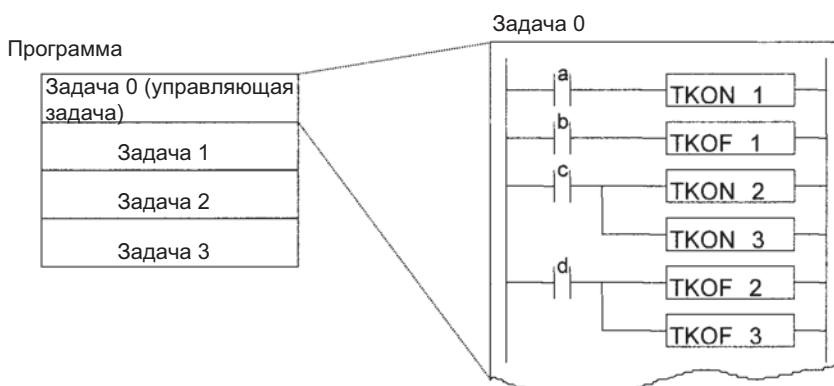 Программа
Задача 0 (управляющая
задача)
Задача 1
Задача 2
Задача 3
Задача 0
a
TKON 1
b
TKOF 1
c
TKON 2
TKON 3
d
TKOF 2
TKOF 3